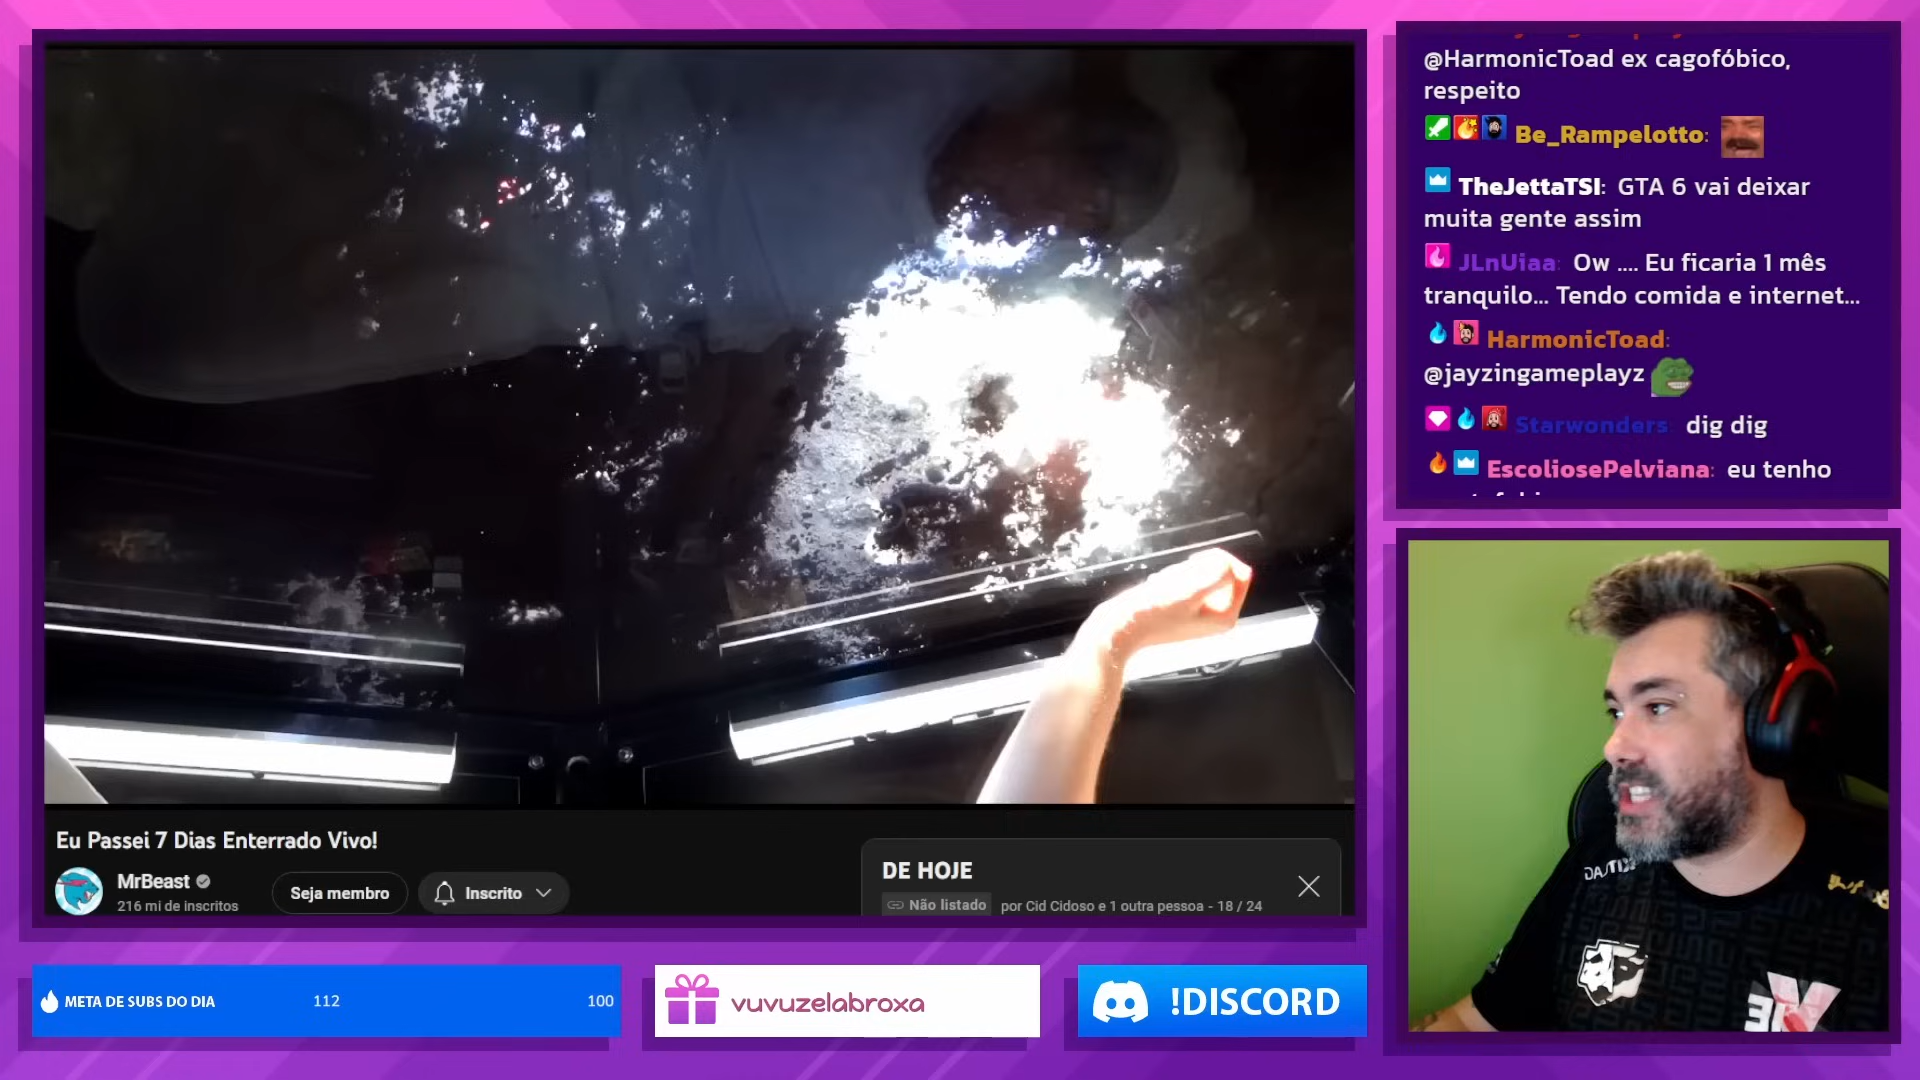 @HarmonicToad ex cagofóbico,
respeito
Be_Rampelotto:
TheJettaTSI: GTA 6 vai deixar
muita gente assim
JLnUiaa: Ow .... Eu ficaria 1 mês
tranquilo... Tendo comida e internet...
HarmonicToad:
@jayzingameplayz
Starwonders: dig dig
EscoliosePelviana: eu tenho
Eu Passei 7 Dias Enterrado Vivo!
MrBeast
216 mi de inscritos
Seja membro
Inscrito
DE HOJE
Não listado por Cid Cidoso e 1 outra pessoa - 18 / 24
META DE SUBS DO DIA 112 100
vuvuzelabroxa
!DISCORD